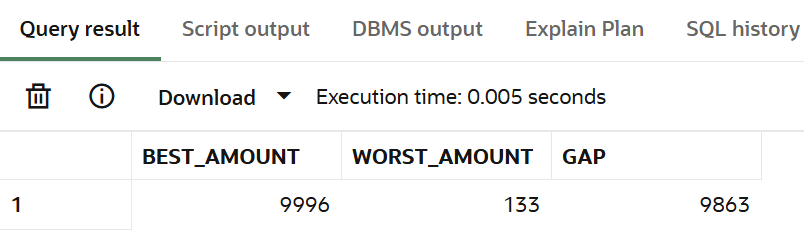 Query result Script output DBMS output Explain Plan SQL history
Download Execution time: 0.005 seconds
BEST_AMOUNT WORST_AMOUNT GAP
1 9996 133 9863